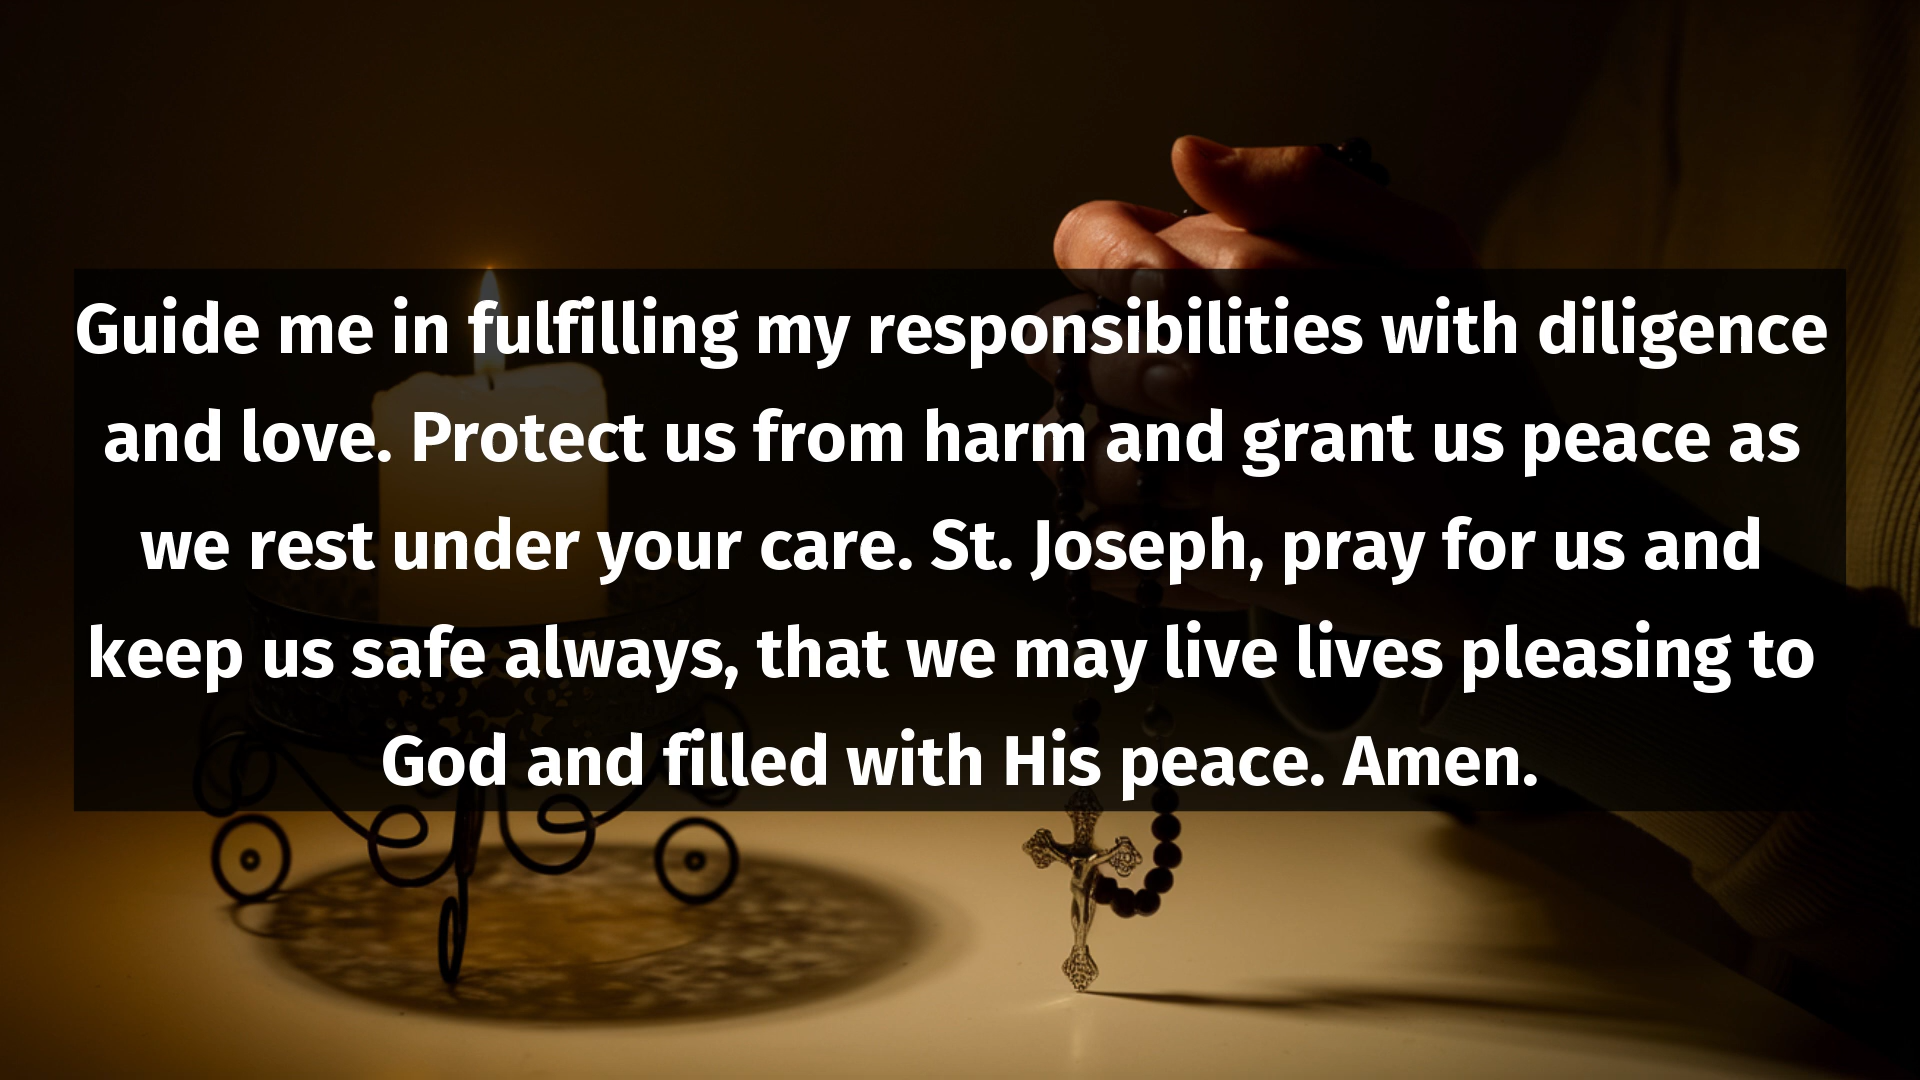 Guide me in fulfilling my responsibilities with diligence
and love. Protect us from harm and grant us peace as
we rest under your care. St. Joseph, pray for us and
keep us safe always, that we may live lives pleasing to
God and filled with His peace. Amen.